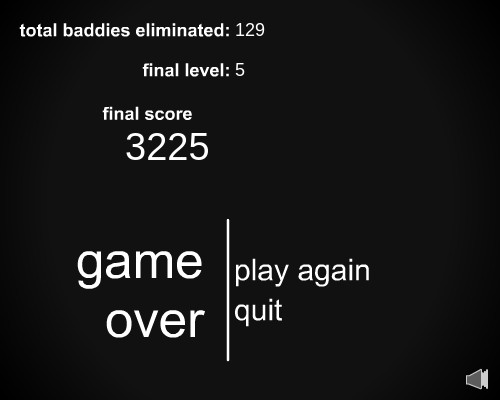 total baddies eliminated: 129
final level: 5
final score
3225
game
over
play again
quit